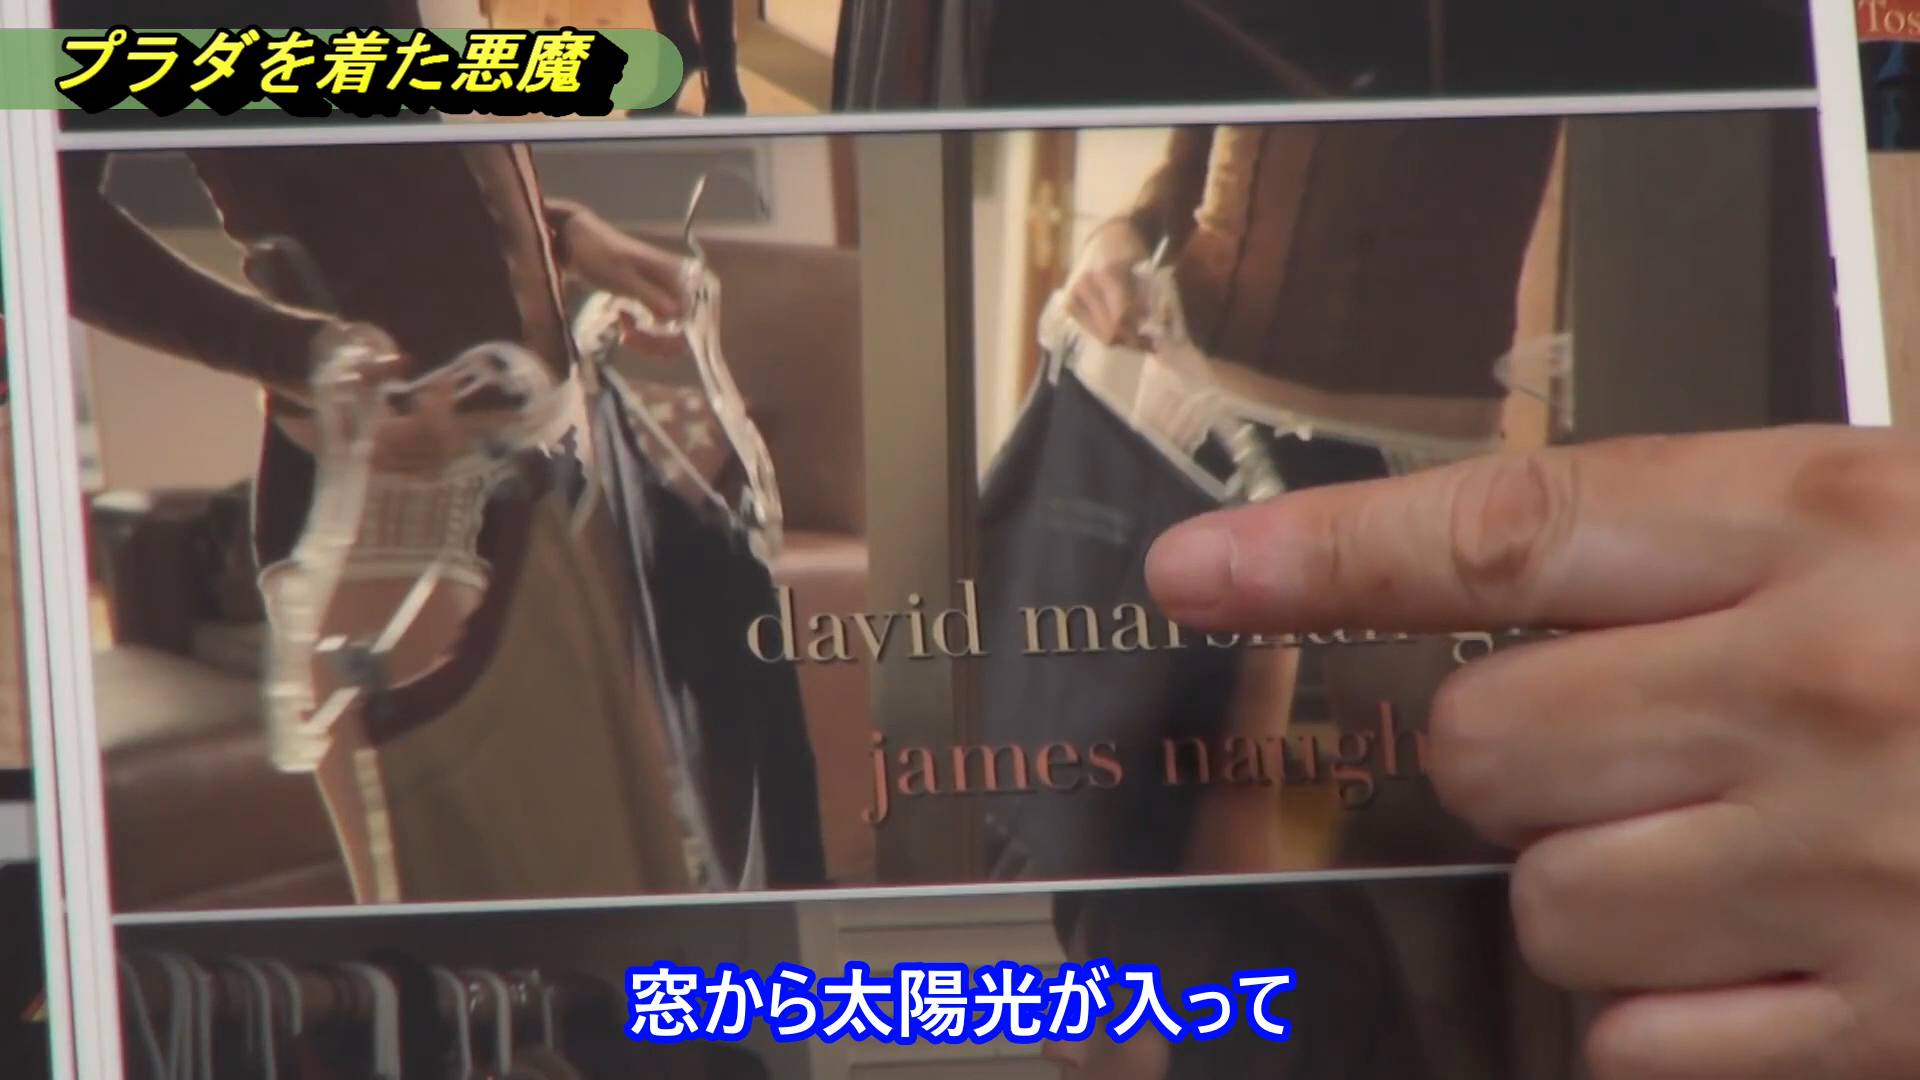 プラダを着た悪魔
Tos
david
james naugh
窓から太陽光が入って